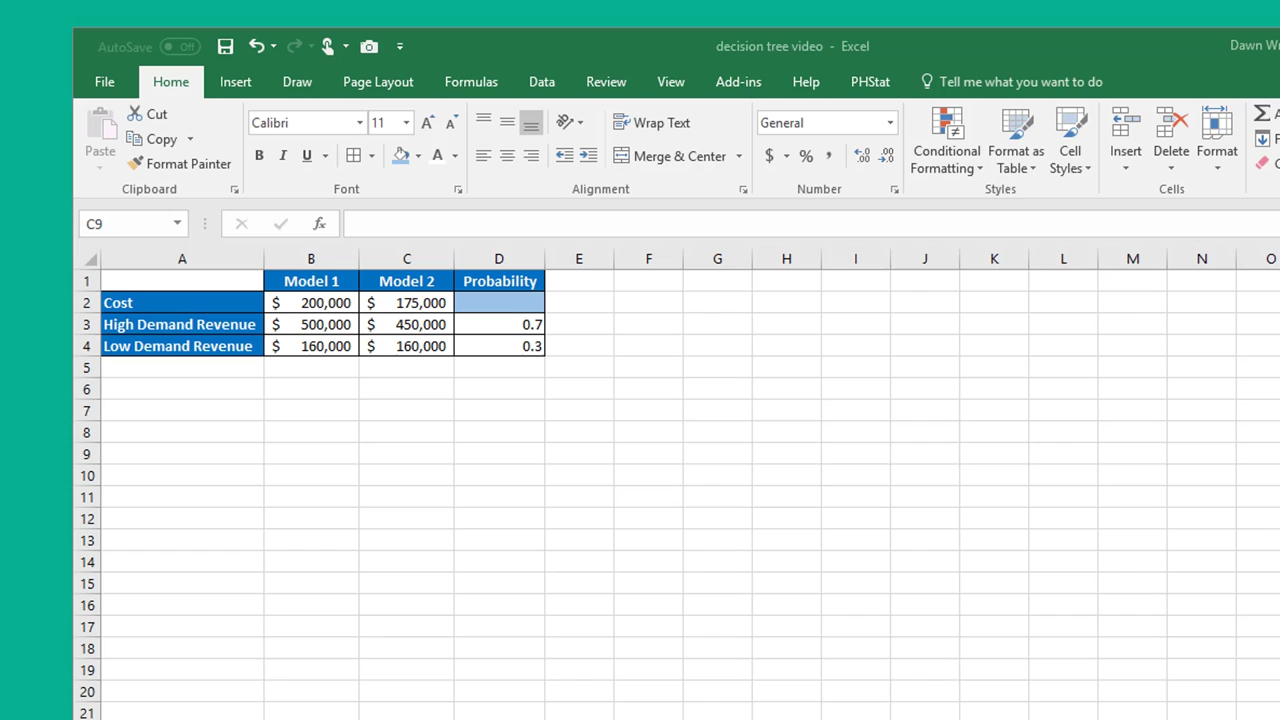 AutoSave Off decision tree video - Excel Dawn
File Home Insert Draw Page Layout Formulas Data Review View Add-ins Help PHStat Tell me what you want to do
Cut
Copy
Format Painter
Paste
Clipboard
Calibri 11
B I U A
Font
Wrap Text
Merge & Center
Alignment
General
$ % ,
Number
Conditional Formatting
Format as Table
Cell Styles
Styles
Insert Delete Format
Cells
C9 fx
A B C D E F G H I J K L M N O
1 Model 1 Model 2 Probability
2 Cost $ 200,000 $ 175,000
3 High Demand Revenue $ 500,000 $ 450,000 0.7
4 Low Demand Revenue $ 160,000 $ 160,000 0.3
5
6
7
8
9
10
11
12
13
14
15
16
17
18
19
20
21